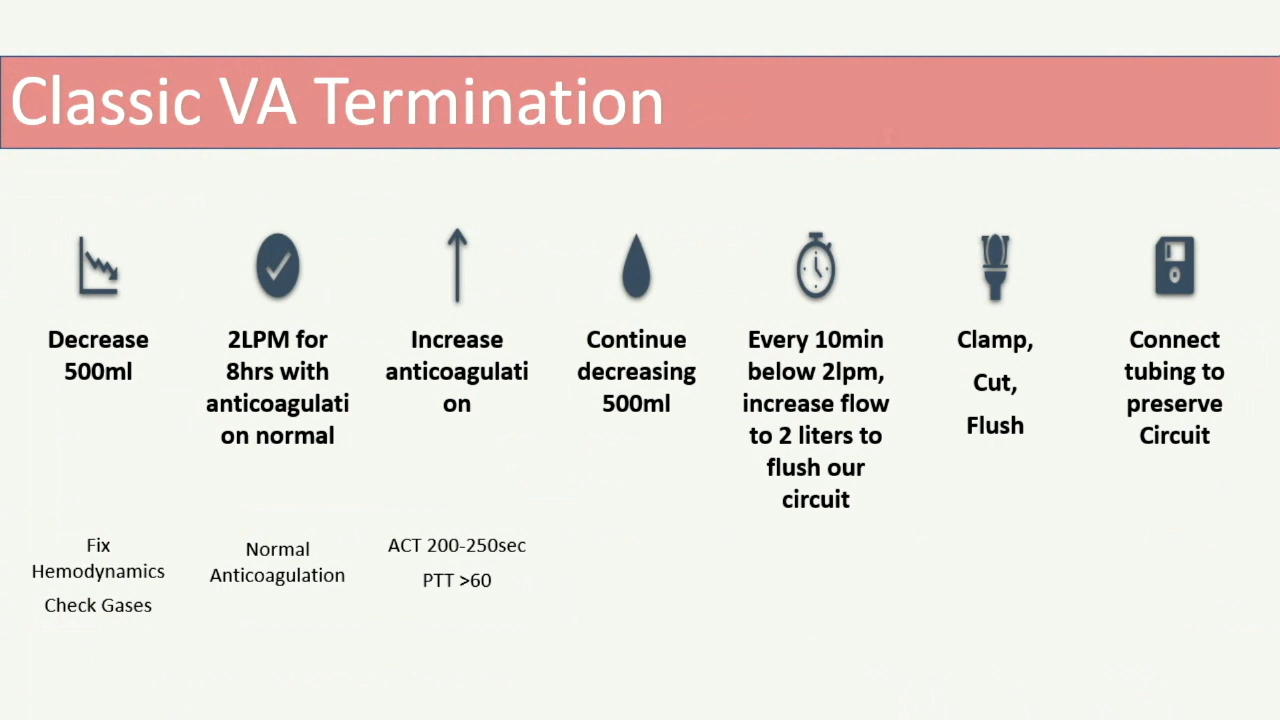 Classic VA Termination
Decrease
500ml
2LPM for
8hrs with
anticoagulati
on normal
Increase
anticoagulati
on
Continue
decreasing
500ml
Every 10min
below 2lpm,
increase flow
to 2 liters to
flush our
circuit
Clamp,
Cut,
Flush
Connect
tubing to
preserve
Circuit
Fix
Hemodynamics
Check Gases
Normal
Anticoagulation
ACT 200-250sec
PTT >60